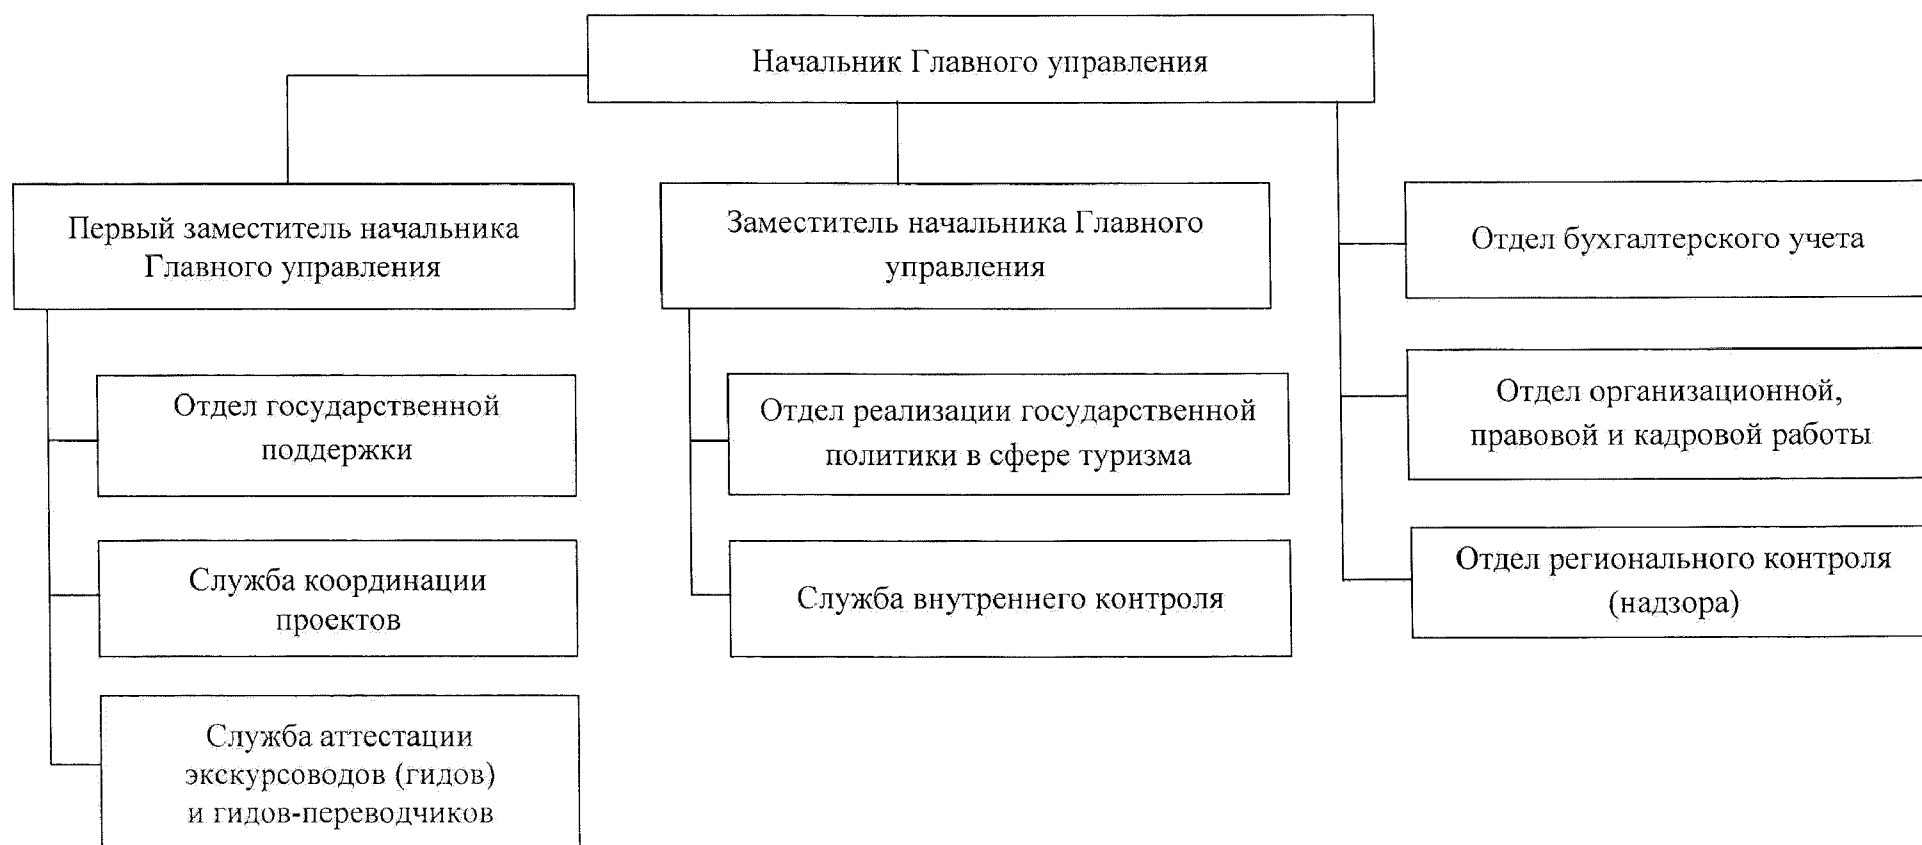 Начальник Главного управления
Первый заместитель начальника
Главного управления
Заместитель начальника Главного
управления
Отдел бухгалтерского учета
Отдел государственной
поддержки
Отдел реализации государственной
политики в сфере туризма
Отдел организационной,
правовой и кадровой работы
Служба координации
проектов
Служба внутреннего контроля
Отдел регионального контроля
(надзора)
Служба аттестации
экскурсоводов (гидов)
и гидов-переводчиков